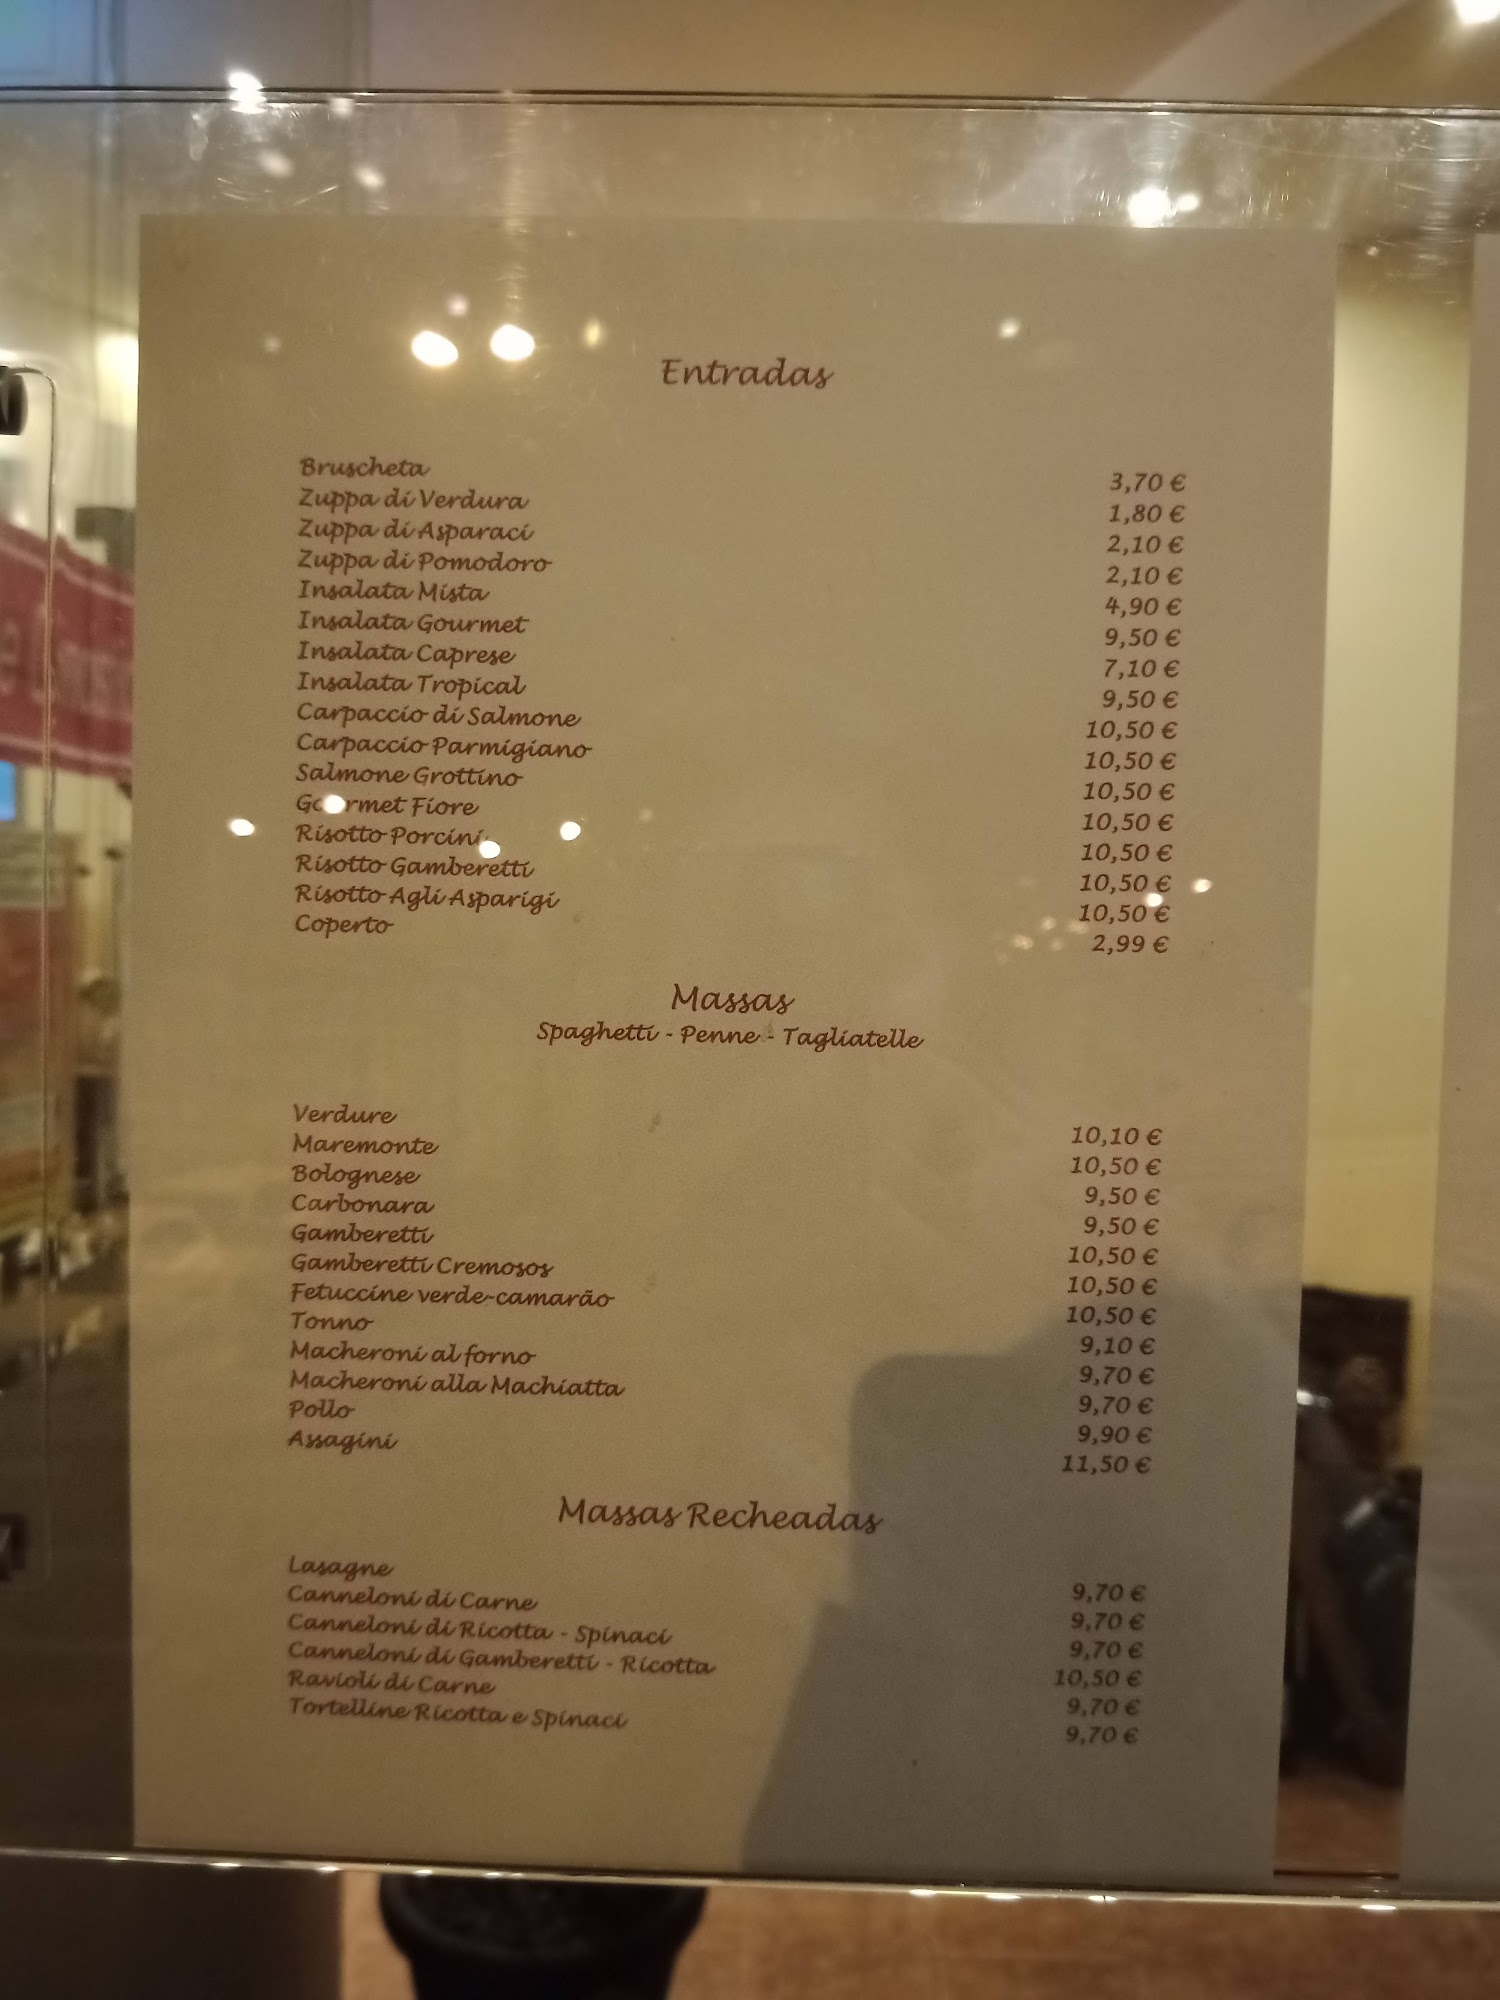 Entradas
Bruscheta 3,70 €
Zuppa di Verdura 1,80 €
Zuppa di Asparaci 2,10 €
Zuppa di Pomodoro 2,10 €
Insalata Mista 4,90 €
Insalata Gourmet 9,50 €
Insalata Caprese 7,10 €
Insalata Tropical 9,50 €
Carpaccio di Salmone 10,50 €
Carpaccio Parmigiano 10,50 €
Salmone Grottino 10,50 €
Gourmet Fiore 10,50 €
Risotto Porcini 10,50 €
Risotto Gamberetti 10,50 €
Risotto Agli Asparigi 10,50 €
Coperto 2,99 €
Massas
Spaghetti - Penne - Tagliatelle
Verdure 10,10 €
Maremonte 10,50 €
Bolognese 9,50 €
Carbonara 9,50 €
Gamberetti 10,50 €
Gamberetti Cremosos 10,50 €
Fetuccine verde-camarão 10,50 €
Tonno 9,10 €
Macheroni al forno 9,70 €
Macheroni alla Machiatta 9,70 €
Pollo 9,90 €
Assagini 11,50 €
Massas Recheadas
Lasagne 9,70 €
Canneloni di Carne 9,70 €
Canneloni di Ricotta - Spinaci 9,70 €
Canneloni di Gamberetti - Ricotta 10,50 €
Ravioli di Carne 9,70 €
Tortelline Ricotta e Spinaci 9,70 €